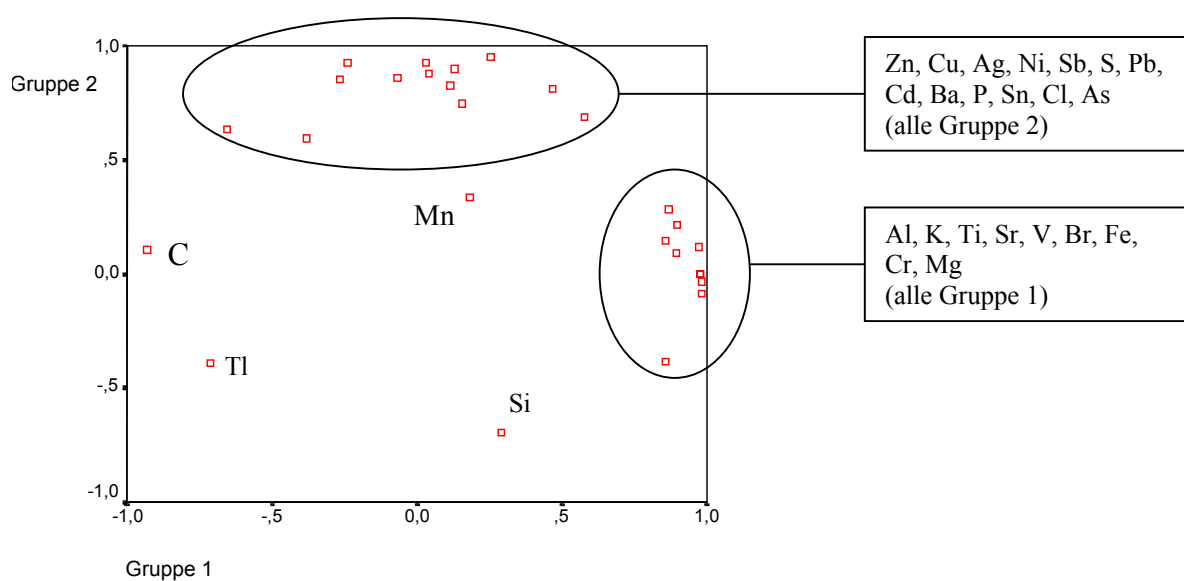 1,0
Gruppe 2
,5
0,0
-,5
-1,0
-1,0
-,5
0,0
,5
1,0
Gruppe 1
Mn
C
Tl
Si
Zn, Cu, Ag, Ni, Sb, S, Pb,
Cd, Ba, P, Sn, Cl, As
(alle Gruppe 2)
Al, K, Ti, Sr, V, Br, Fe,
Cr, Mg
(alle Gruppe 1)